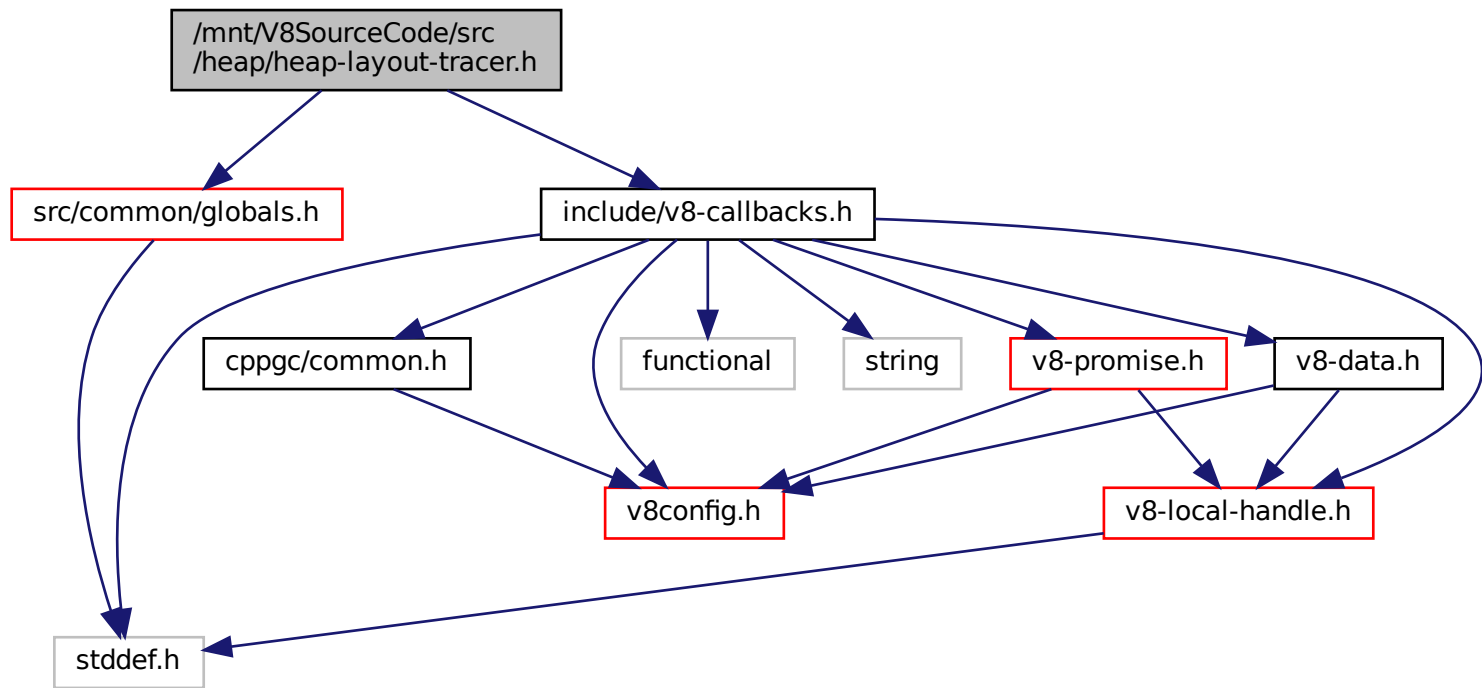 /mnt/V8SourceCode/src
/heap/heap-layout-tracer.h
src/common/globals.h
include/v8-callbacks.h
cppgc/common.h
functional
string
v8-promise.h
v8-data.h
v8config.h
v8-local-handle.h
stddef.h